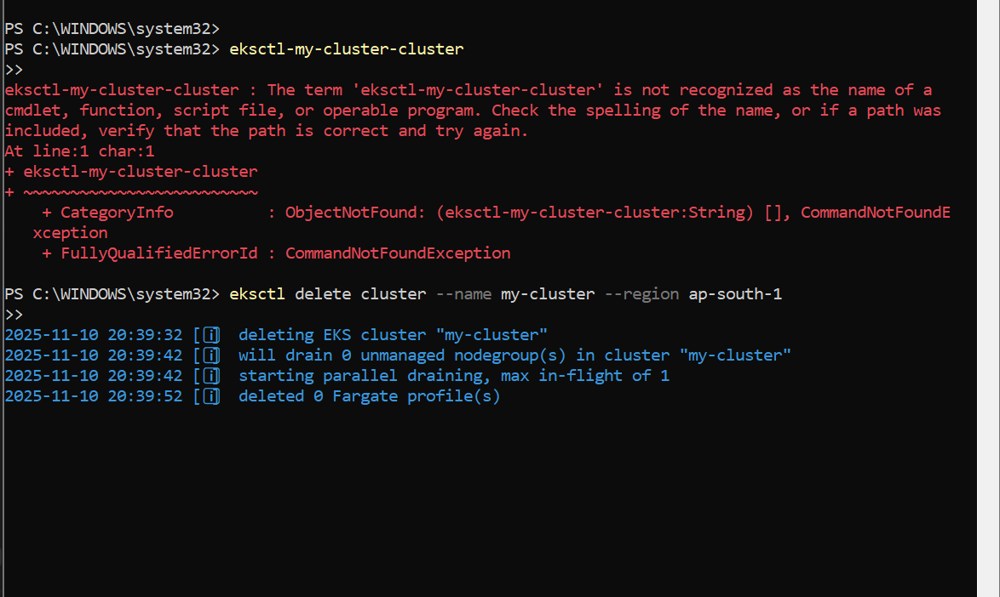 PS C:\WINDOWS\system32>
PS C:\WINDOWS\system32> eksctl-my-cluster-cluster
>>
eksctl-my-cluster-cluster : The term 'eksctl-my-cluster-cluster' is not recognized as the name of a
cmdlet, function, script file, or operable program. Check the spelling of the name, or if a path was
included, verify that the path is correct and try again.
At line:1 char:1
+ eksctl-my-cluster-cluster
+ ~~~~~~~~~~~~~~~~~~~~~~~~~
    + CategoryInfo          : ObjectNotFound: (eksctl-my-cluster-cluster:String) [], CommandNotFoundE
   xception
    + FullyQualifiedErrorId : CommandNotFoundException

PS C:\WINDOWS\system32> eksctl delete cluster --name my-cluster --region ap-south-1
>>
2025-11-10 20:39:32 [ℹ]  deleting EKS cluster "my-cluster"
2025-11-10 20:39:42 [ℹ]  will drain 0 unmanaged nodegroup(s) in cluster "my-cluster"
2025-11-10 20:39:42 [ℹ]  starting parallel draining, max in-flight of 1
2025-11-10 20:39:52 [ℹ]  deleted 0 Fargate profile(s)